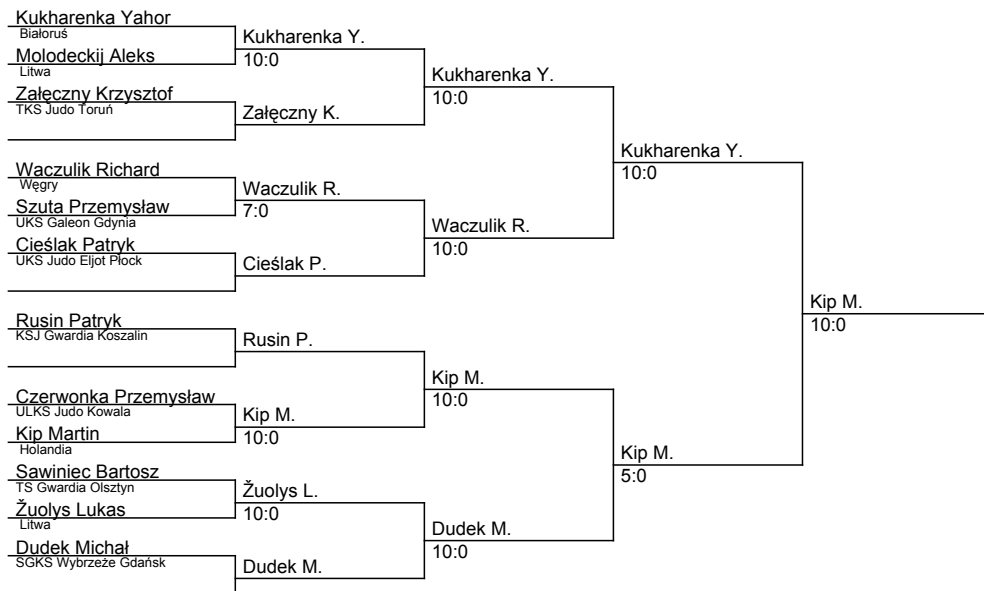 Kukharenka Yahor
Białoruś
Molodeckij Aleks
Litwa
Załęczny Krzysztof
TKS Judo Toruń
Waczulik Richard
Węgry
Szuta Przemysław
UKS Galeon Gdynia
Cieślak Patryk
UKS Judo Eljot Płock
Rusin Patryk
KSJ Gwardia Koszalin
Czerwonka Przemysław
ULKS Judo Kowala
Kip Martin
Holandia
Sawiniec Bartosz
TS Gwardia Olsztyn
Žuolys Lukas
Litwa
Dudek Michał
SGKS Wybrzeże Gdańsk
Kukharenka Y.
10:0
Załęczny K.
Waczulik R.
7:0
Cieślak P.
Rusin P.
Kip M.
10:0
Žuolys L.
10:0
Dudek M.
Kukharenka Y.
10:0
Waczulik R.
10:0
Kip M.
10:0
Dudek M.
10:0
Kukharenka Y.
10:0
Kip M.
5:0
Kip M.
10:0